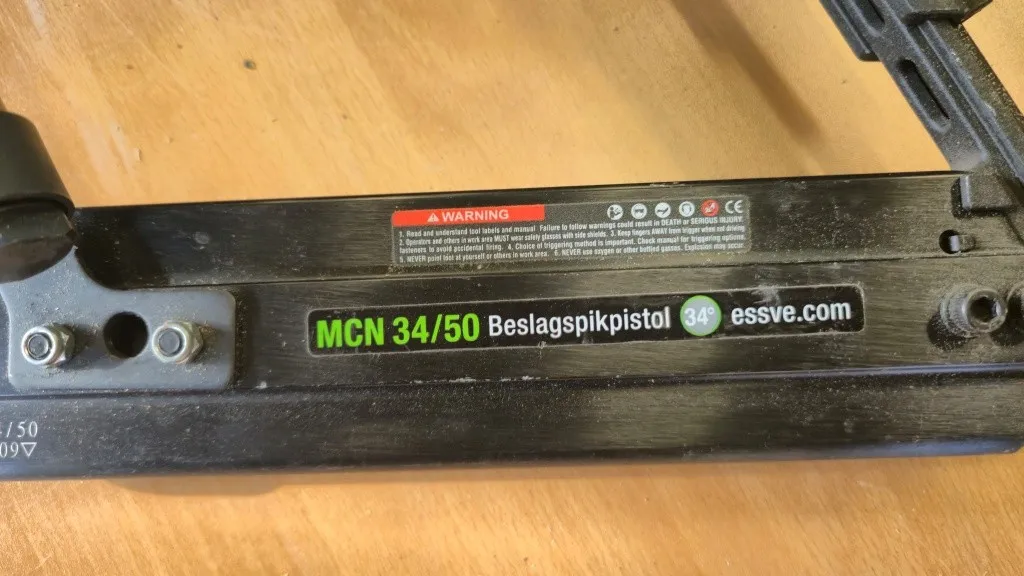 WARNING
CE
1. Read and understand tool labels and manual. Failure to follow warnings could result in DEATH or SERIOUS INJURY.
2. Operators and others in work area MUST wear safety glasses with side shields. 3. Keep fingers AWAY from trigger when not driving
fasteners to avoid accidental firing. 4. Choice of triggering method is important. Check manual for triggering options.
5. NEVER point tool at yourself or others in work area. 6. NEVER use oxygen or other bottled gases. Explosion may occur.
MCN 34/50 Beslagspikpistol 34° essve.com
/50
09▽